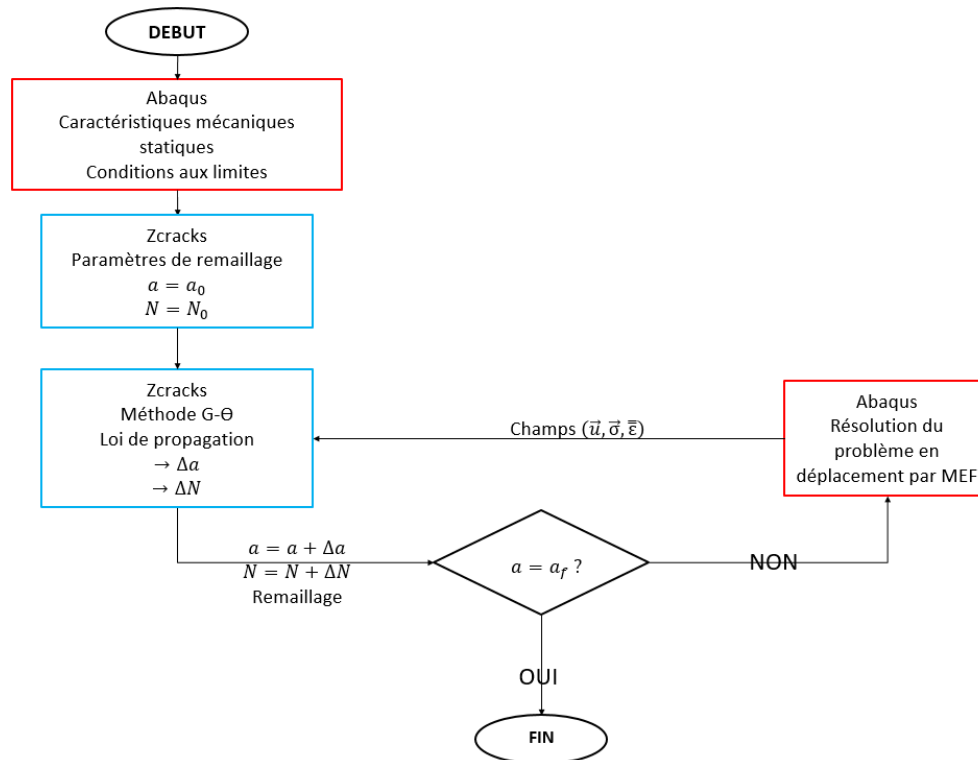 DEBUT
Abaqus
Caractéristiques mécaniques
statiques
Conditions aux limites
Zcracks
Paramètres de remaillage
a = a₀
N = N₀
Zcracks
Méthode G-Θ
Loi de propagation
→ Δa
→ ΔN
Champs (u⃗, σ⃗, ε̿)
Abaqus
Résolution du
problème en
déplacement par MEF
a = a + Δa
N = N + ΔN
Remaillage
a = a_f ?
NON
OUI
FIN